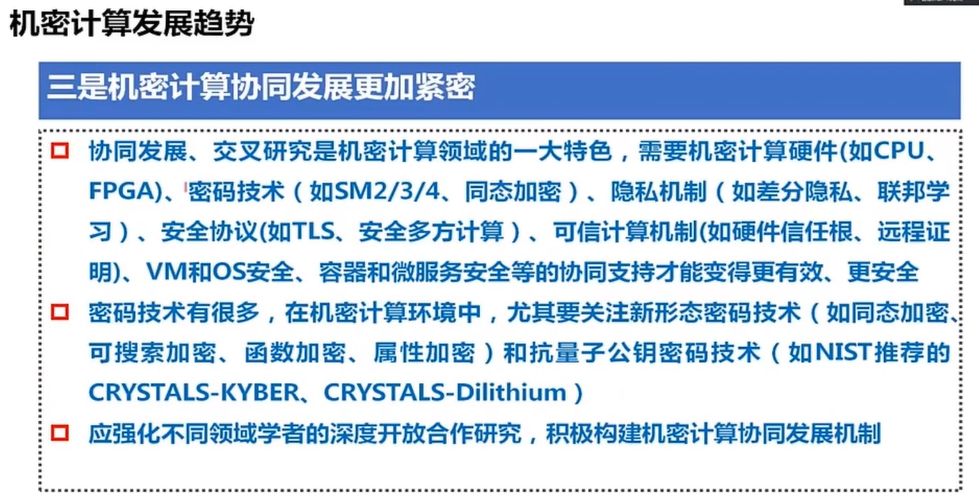 机密计算发展趋势
三是机密计算协同发展更加紧密
协同发展、交叉研究是机密计算领域的一大特色，需要机密计算硬件(如CPU、
FPGA)、密码技术（如SM2/3/4、同态加密）、隐私机制（如差分隐私、联邦学
习）、安全协议(如TLS、安全多方计算）、可信计算机制(如硬件信任根、远程证
明)、VM和OS安全、容器和微服务安全等的协同支持才能变得更有效、更安全
密码技术有很多，在机密计算环境中，尤其要关注新形态密码技术（如同态加密、
可搜索加密、函数加密、属性加密）和抗量子公钥密码技术（如NIST推荐的
CRYSTALS-KYBER、CRYSTALS-Dilithium）
应强化不同领域学者的深度开放合作研究，积极构建机密计算协同发展机制